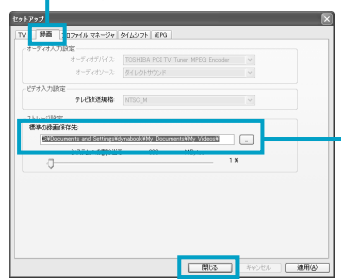 セットアップ
TV 録画 プロファイル マネージャ タイムシフト iEPG
オーディオ入力設定
オーディオデバイス TOSHIBA PCI TV Tuner MPEG Encoder
オーディオソース ダイレクトサウンド
ビデオ入力設定
テレビ放送規格 NTSC_M
ストレージ設定
標準の録画保存先
\Documents and Settings\dynabook\My Documents\My Videos\ ...
1 %
閉じる キャンセル 適用(A)